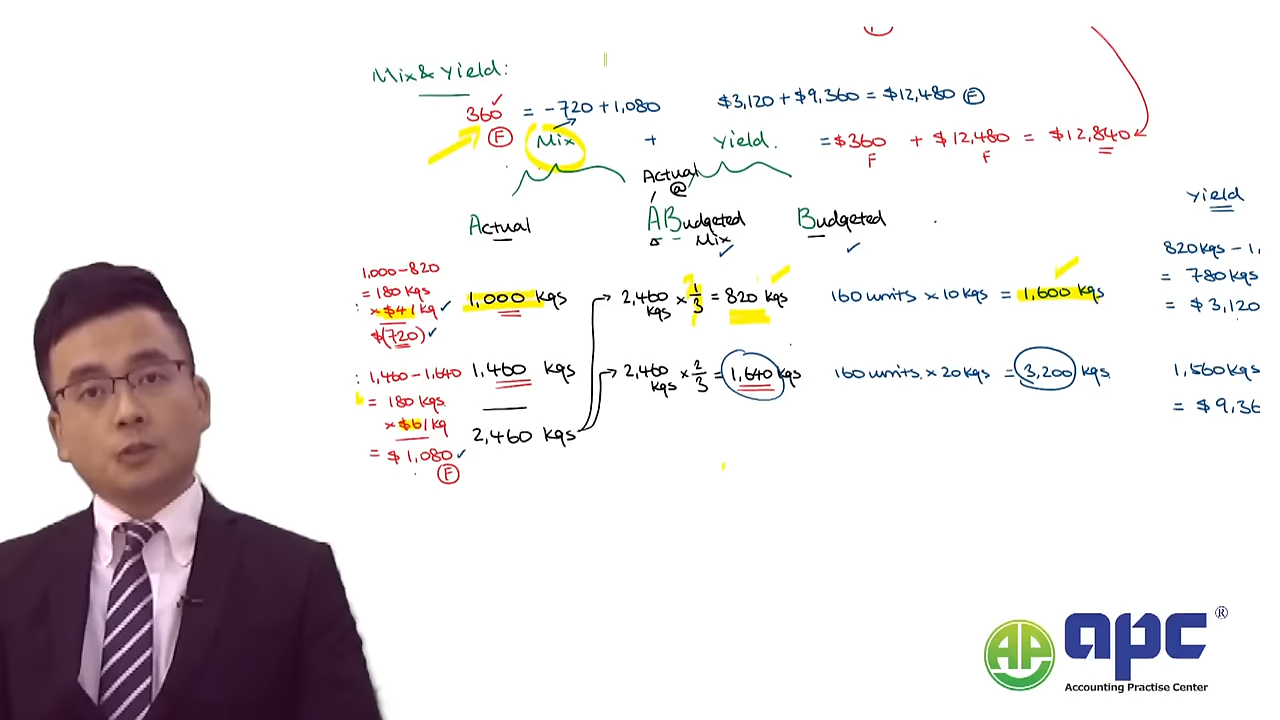 Mix & Yield:
360 = -720 + 1,080 $3,120 + $9,360 = $12,480 F
F Mix + Yield. = $360 + $12,480 = $12,840
F F
Actual
@
Actual ABudgeted Budgeted
Mix
Yield
1,000-820
= 180 kgs
x $4/kg
$(720)
1,000 kgs
2,460 kgs x 1/3 = 820 kgs
160 units x 10 kgs = 1,600 kgs
820 kgs - 1,
= 780 kgs
= $3,120
: 1,460-1,640
= 180 kgs
x $6/kg
= $1,080
F
1,460 kgs
2,460 kgs x 2/3 = 1,640 kgs
160 units. x 20 kgs = 3,200 kgs
1,560 kgs
= $9,36
2,460 kgs
AP apc ®
Accounting Practise Center